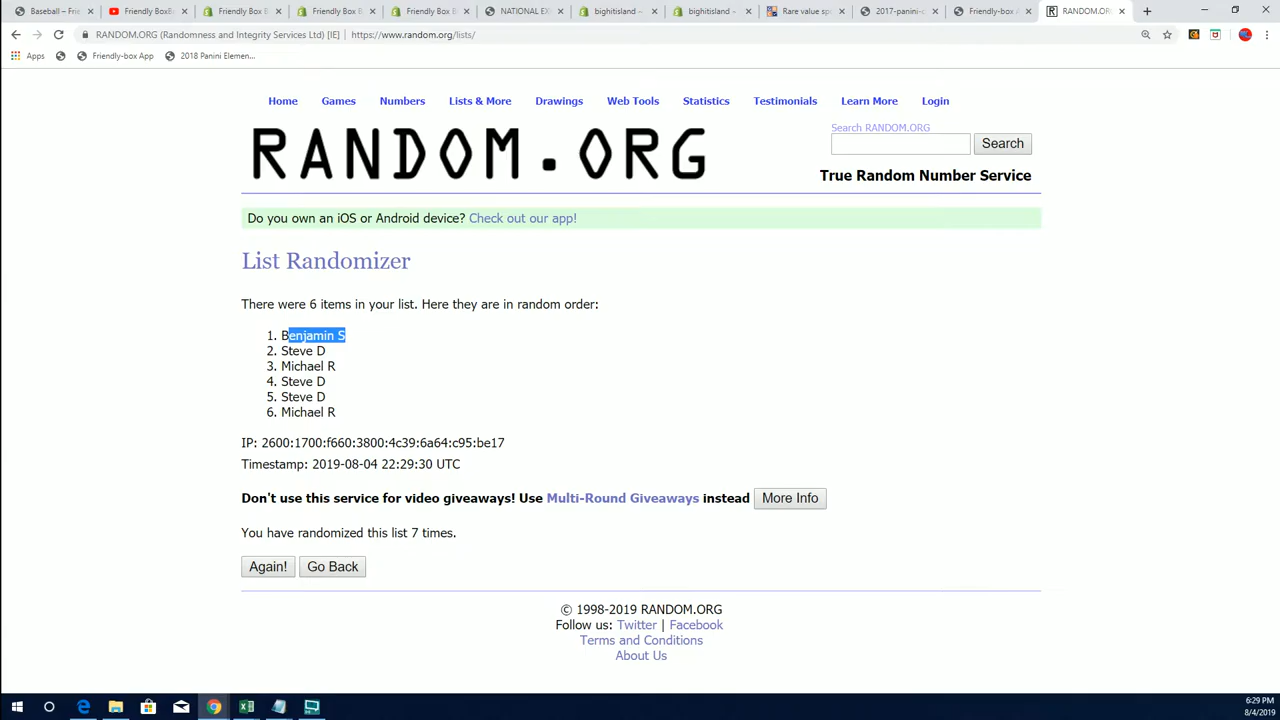 Baseball – Frie
Friendly BoxB
Friendly Box B
Friendly Box B
Friendly Box B
NATIONAL EX
bighitisland –
bighitisland –
Rare value sp
2017-panini-c
Friendly-box A
RANDOM.OR
RANDOM.ORG (Randomness and Integrity Services Ltd) [IE] | https://www.random.org/lists/
Apps
Friendly-box App
2018 Panini Elemen...
Home Games Numbers Lists & More Drawings Web Tools Statistics Testimonials Learn More Login
RANDOM.ORG
Search RANDOM.ORG
Search
True Random Number Service
Do you own an iOS or Android device? Check out our app!
List Randomizer
There were 6 items in your list. Here they are in random order:
1. Benjamin S
2. Steve D
3. Michael R
4. Steve D
5. Steve D
6. Michael R
IP: 2600:1700:f660:3800:4c39:6a64:c95:be17
Timestamp: 2019-08-04 22:29:30 UTC
Don't use this service for video giveaways! Use Multi-Round Giveaways instead More Info
You have randomized this list 7 times.
Again! Go Back
© 1998-2019 RANDOM.ORG
Follow us: Twitter | Facebook
Terms and Conditions
About Us
6:29 PM
8/4/2019